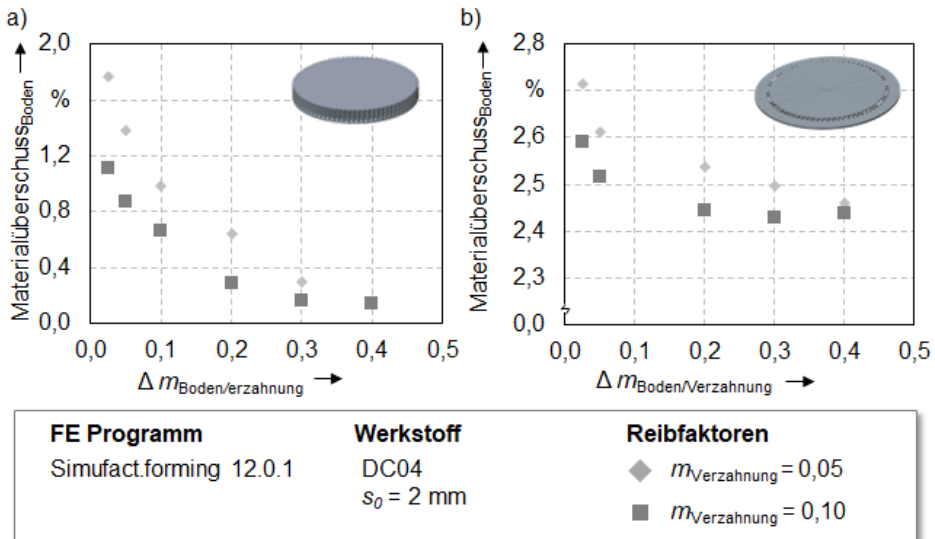 a)
Materialüberschuss_Boden
2,0
%
1,2
0,8
0,4
0,0
0,0 0,1 0,2 0,3 0,4 0,5
Δ m_Boden/erzahnung
b)
Materialüberschuss_Boden
2,8
%
2,6
2,5
2,4
2,3
0,0
0,0 0,1 0,2 0,3 0,4 0,5
Δ m_Boden/Verzahnung
FE Programm
Simufact.forming 12.0.1
Werkstoff
DC04
s₀ = 2 mm
Reibfaktoren
m_Verzahnung = 0,05
m_Verzahnung = 0,10